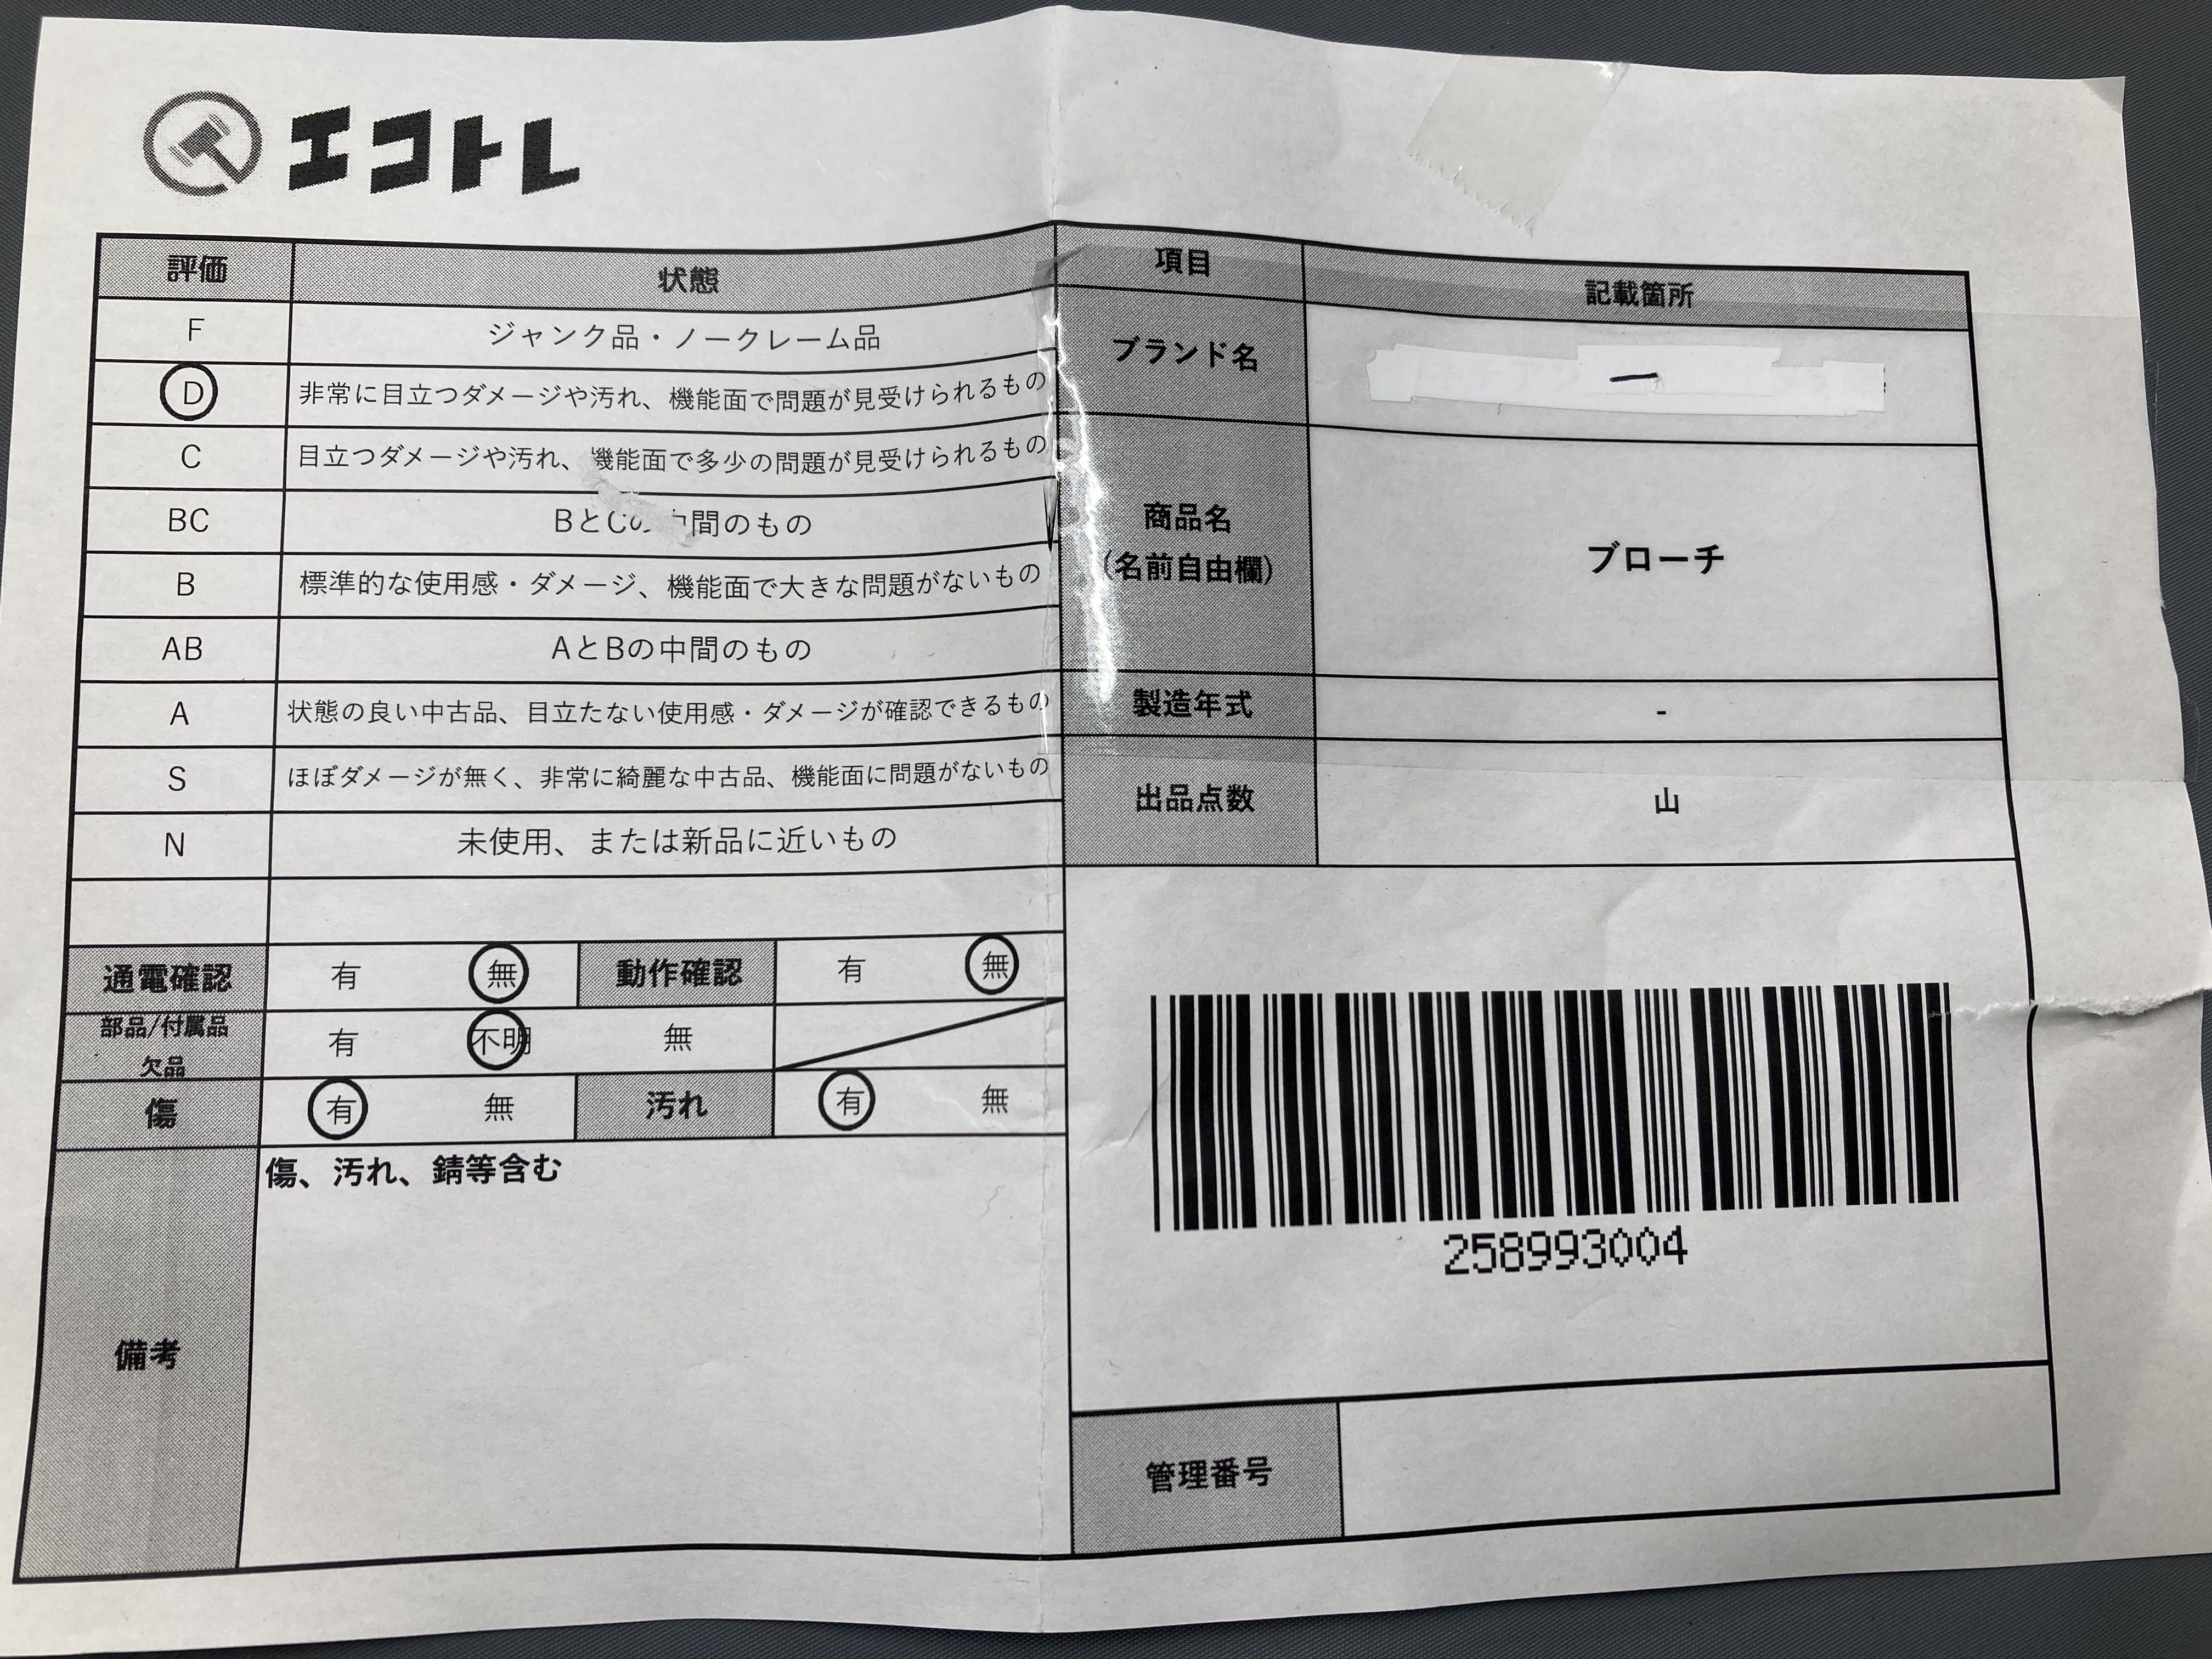 エコトレ
評価 状態
F ジャンク品・ノークレーム品
D 非常に目立つダメージや汚れ、機能面で問題が見受けられるもの
C 目立つダメージや汚れ、機能面で多少の問題が見受けられるもの
BC BとCの中間のもの
B 標準的な使用感・ダメージ、機能面で大きな問題がないもの
AB AとBの中間のもの
A 状態の良い中古品、目立たない使用感・ダメージが確認できるもの
S ほぼダメージが無く、非常に綺麗な中古品、機能面に問題がないもの
N 未使用、または新品に近いもの
通電確認 有 無 動作確認 有 無
部品/付属品
欠品 有 不明 無
傷 有 無 汚れ 有 無
備考 傷、汚れ、錆等含む
項目 記載箇所
ブランド名 ー
商品名
(名前自由欄) ブローチ
製造年式 -
出品点数 山
258993004
管理番号